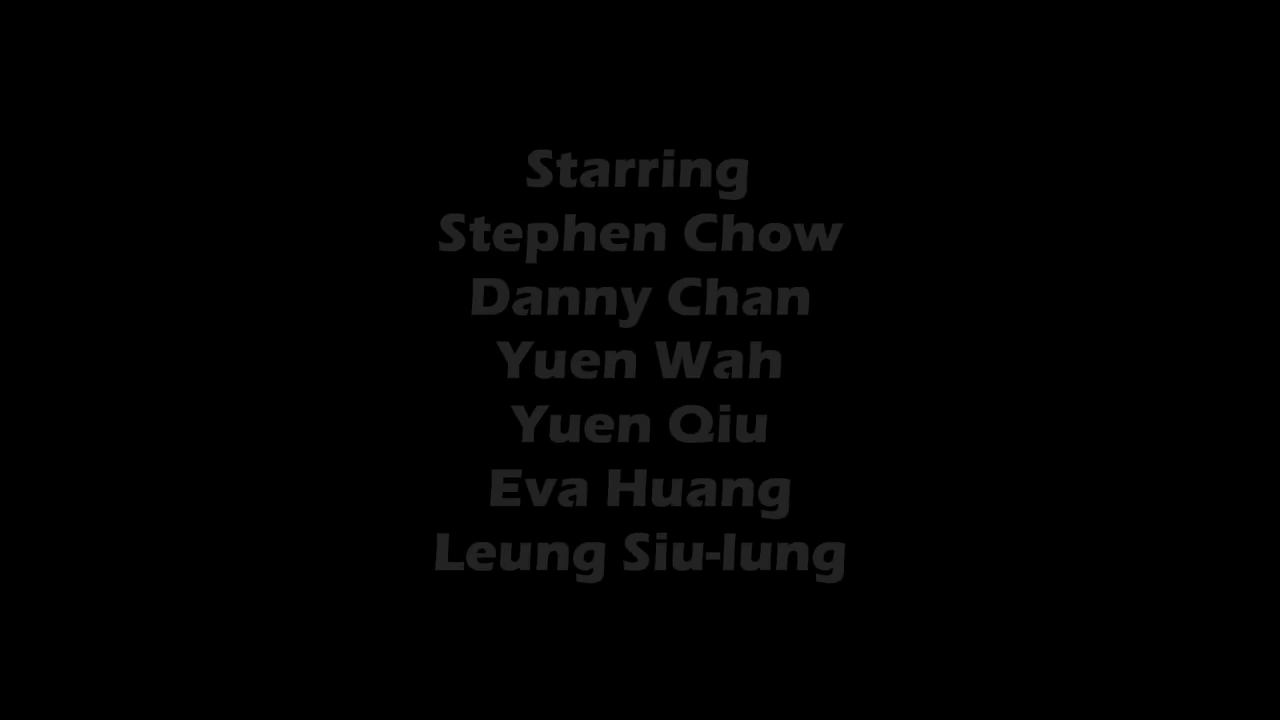 Starring
Stephen Chow
Danny Chan
Yuen Wah
Yuen Qiu
Eva Huang
Leung Siu-lung